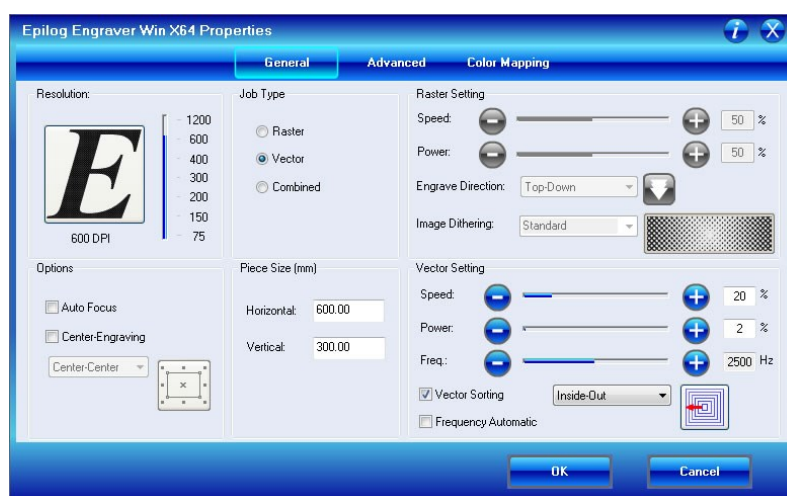 Epilog Engraver Win X64 Properties
General Advanced Color Mapping
Resolution:
1200
600
400
300
200
150
75
E
600 DPI
Job Type
Raster
Vector
Combined
Raster Setting
Speed: 50 %
Power: 50 %
Engrave Direction: Top-Down
Image Dithering: Standard
Options
Auto Focus
Center-Engraving
Center-Center
Piece Size (mm)
Horizontal: 600.00
Vertical: 300.00
Vector Setting
Speed: 20 %
Power: 2 %
Freq.: 2500 Hz
Vector Sorting Inside-Out
Frequency Automatic
OK Cancel